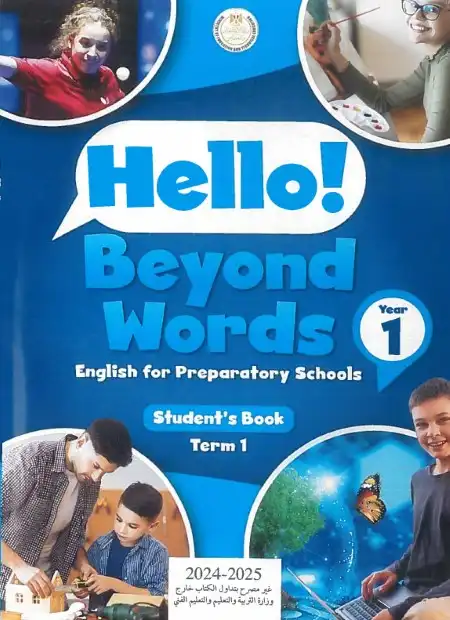 Hello!
Beyond
Words
Year
1
English for Preparatory Schools
Student's Book
Term 1
2024-2025
غير مصرح بتداول الكتاب خارج
وزارة التربية والتعليم والتعليم الفني